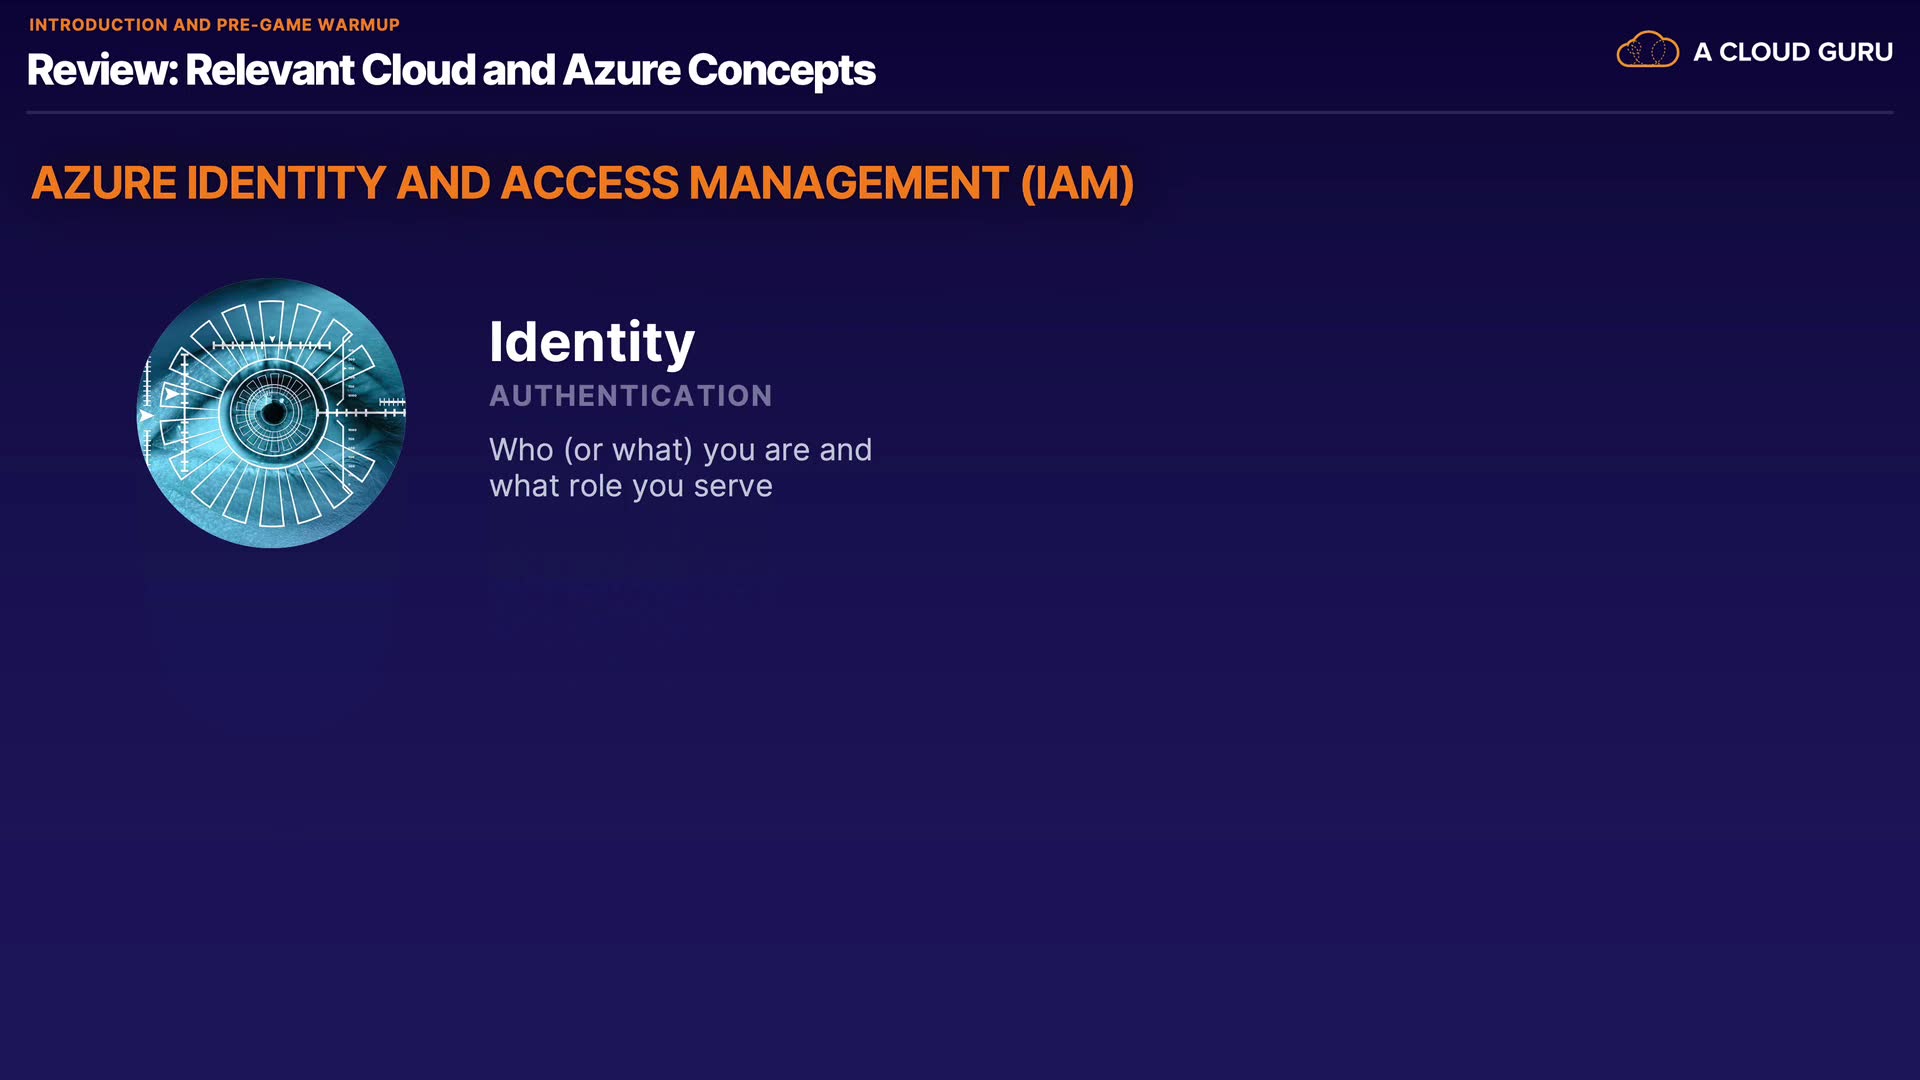 INTRODUCTION AND PRE-GAME WARMUP
Review: Relevant Cloud and Azure Concepts
A CLOUD GURU
AZURE IDENTITY AND ACCESS MANAGEMENT (IAM)
Identity
AUTHENTICATION
Who (or what) you are and
what role you serve